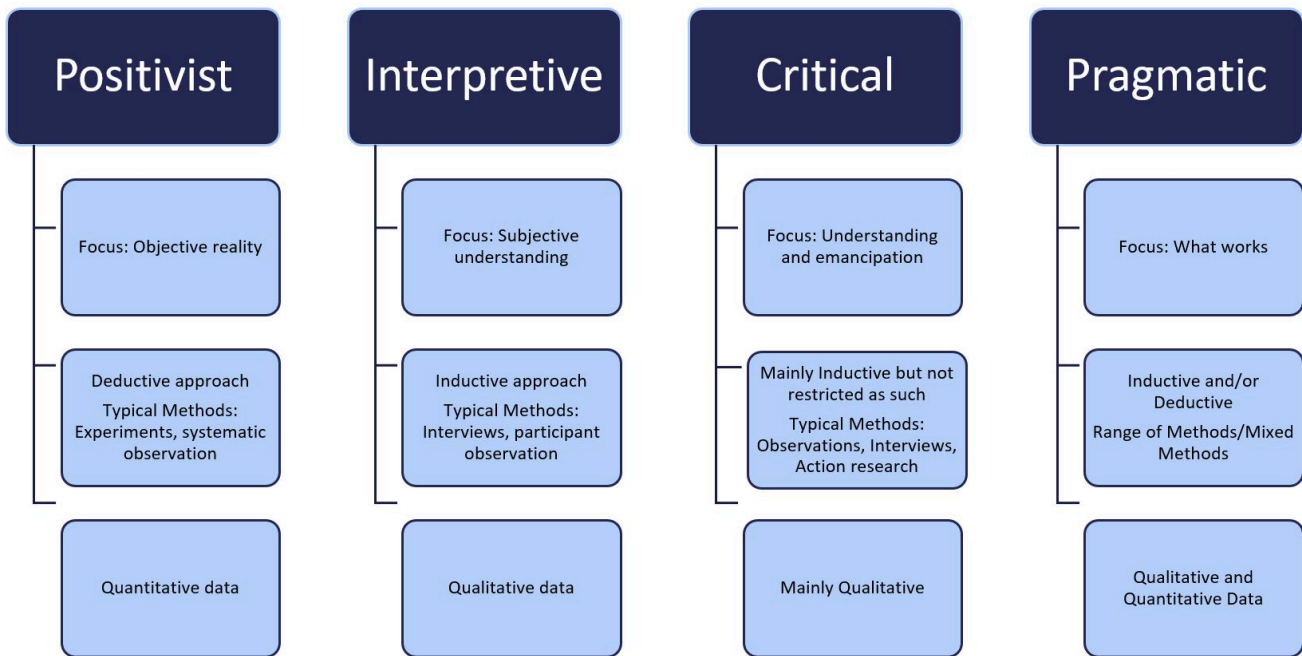 Positivist
Focus: Objective reality
Deductive approach
Typical Methods:
Experiments, systematic
observation
Quantitative data
Interpretive
Focus: Subjective
understanding
Inductive approach
Typical Methods:
Interviews, participant
observation
Qualitative data
Critical
Focus: Understanding
and emancipation
Mainly Inductive but not
restricted as such
Typical Methods:
Observations, Interviews,
Action research
Mainly Qualitative
Pragmatic
Focus: What works
Inductive and/or
Deductive
Range of Methods/Mixed
Methods
Qualitative and
Quantitative Data